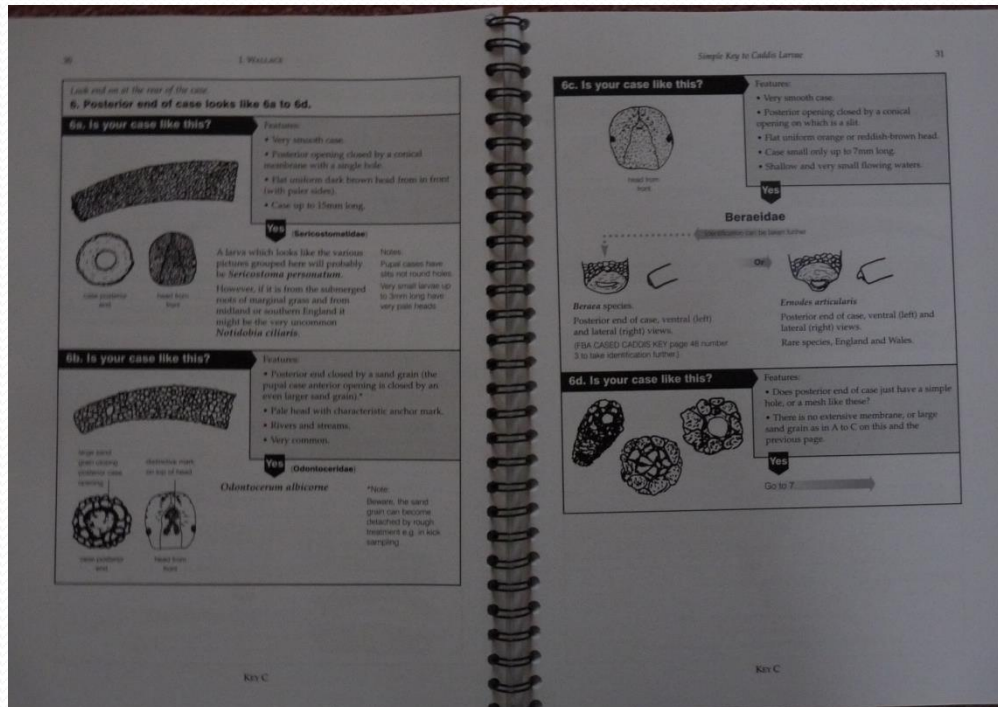 30
I. WALLACE
Look end on at the rear of the case.
6. Posterior end of case looks like 6a to 6d.
6a. Is your case like this?
Features:
• Very smooth case.
• Posterior opening closed by a conical
membrane with a single hole.
• Flat uniform dark brown head from in front
(with paler sides).
• Case up to 15mm long.
Yes
(Sericostomatidae)
case posterior
end
head from
front
A larva which looks like the various
pictures grouped here will probably
be Sericostoma personatum.
However, if it is from the submerged
roots of marginal grass and from
midland or southern England it
might be the very uncommon
Notidobia ciliaris.
Notes:
Pupal cases have
slits not round holes.
Very small larvae up
to 3mm long have
very pale heads
6b. Is your case like this?
Features:
• Posterior end closed by a sand grain (the
pupal case anterior opening is closed by an
even larger sand grain).*
• Pale head with characteristic anchor mark.
• Rivers and streams.
• Very common.
Yes
(Odontoceridae)
large sand
grain closing
posterior case
opening
distinctive mark
on top of head
case posterior
end
head from
front
Odontocerum albicorne
*Note:
Beware, the sand
grain can become
detached by rough
treatment e.g. in kick
sampling
KEY C
Simple Key to Caddis Larvae
31
6c. Is your case like this?
Features:
• Very smooth case.
• Posterior opening closed by a conical
opening on which is a slit.
• Flat uniform orange or reddish-brown head.
• Case small only up to 7mm long.
• Shallow and very small flowing waters.
head from
front
Yes
Beraeidae
Identification can be taken further
Or
Beraea species.
Posterior end of case, ventral (left)
and lateral (right) views.
(FBA CASED CADDIS KEY page 48 number
3 to take identification further.)
Ernodes articularis
Posterior end of case, ventral (left) and
lateral (right) views.
Rare species, England and Wales.
6d. Is your case like this?
Features:
• Does posterior end of case just have a simple
hole, or a mesh like these?
• There is no extensive membrane, or large
sand grain as in A to C on this and the
previous page.
Yes
Go to 7
KEY C